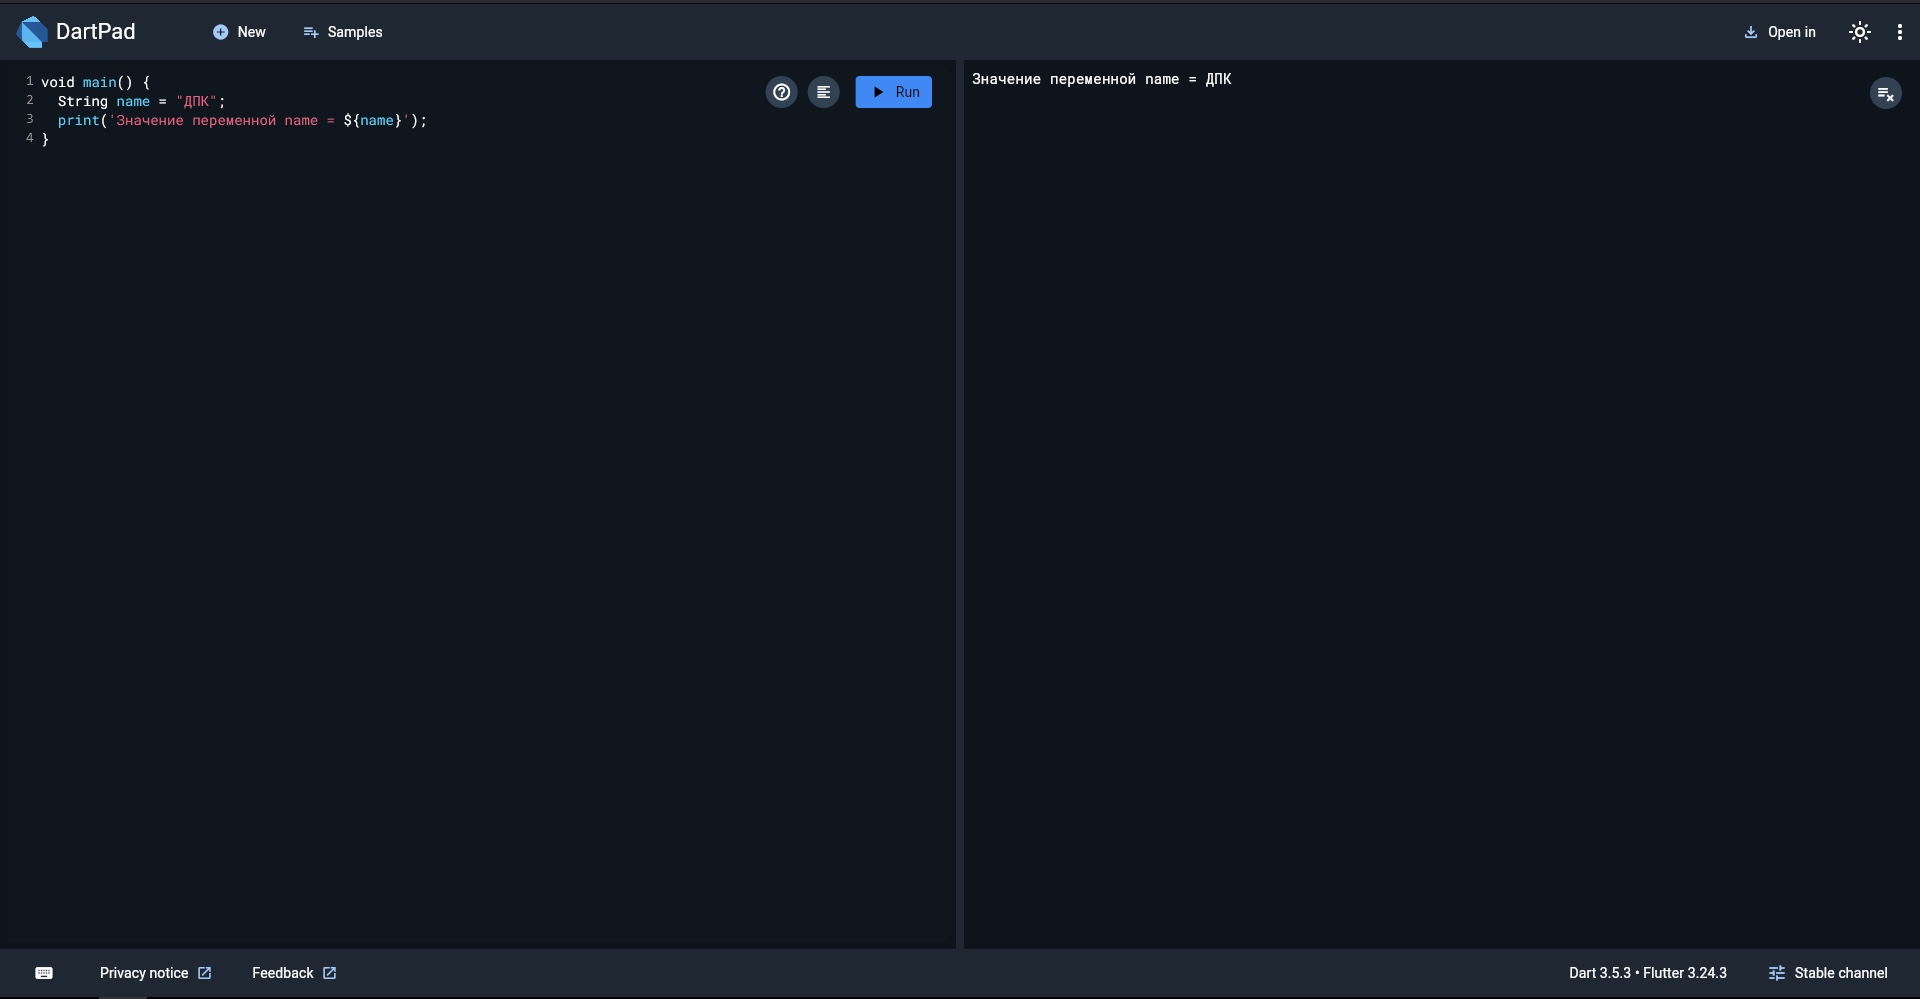 DartPad
New
Samples
Open in
1 void main() {
2 String name = "ДПК";
3 print('Значение переменной name = ${name}');
4 }
Run
Значение переменной name = ДПК
Privacy notice
Feedback
Dart 3.5.3 • Flutter 3.24.3
Stable channel